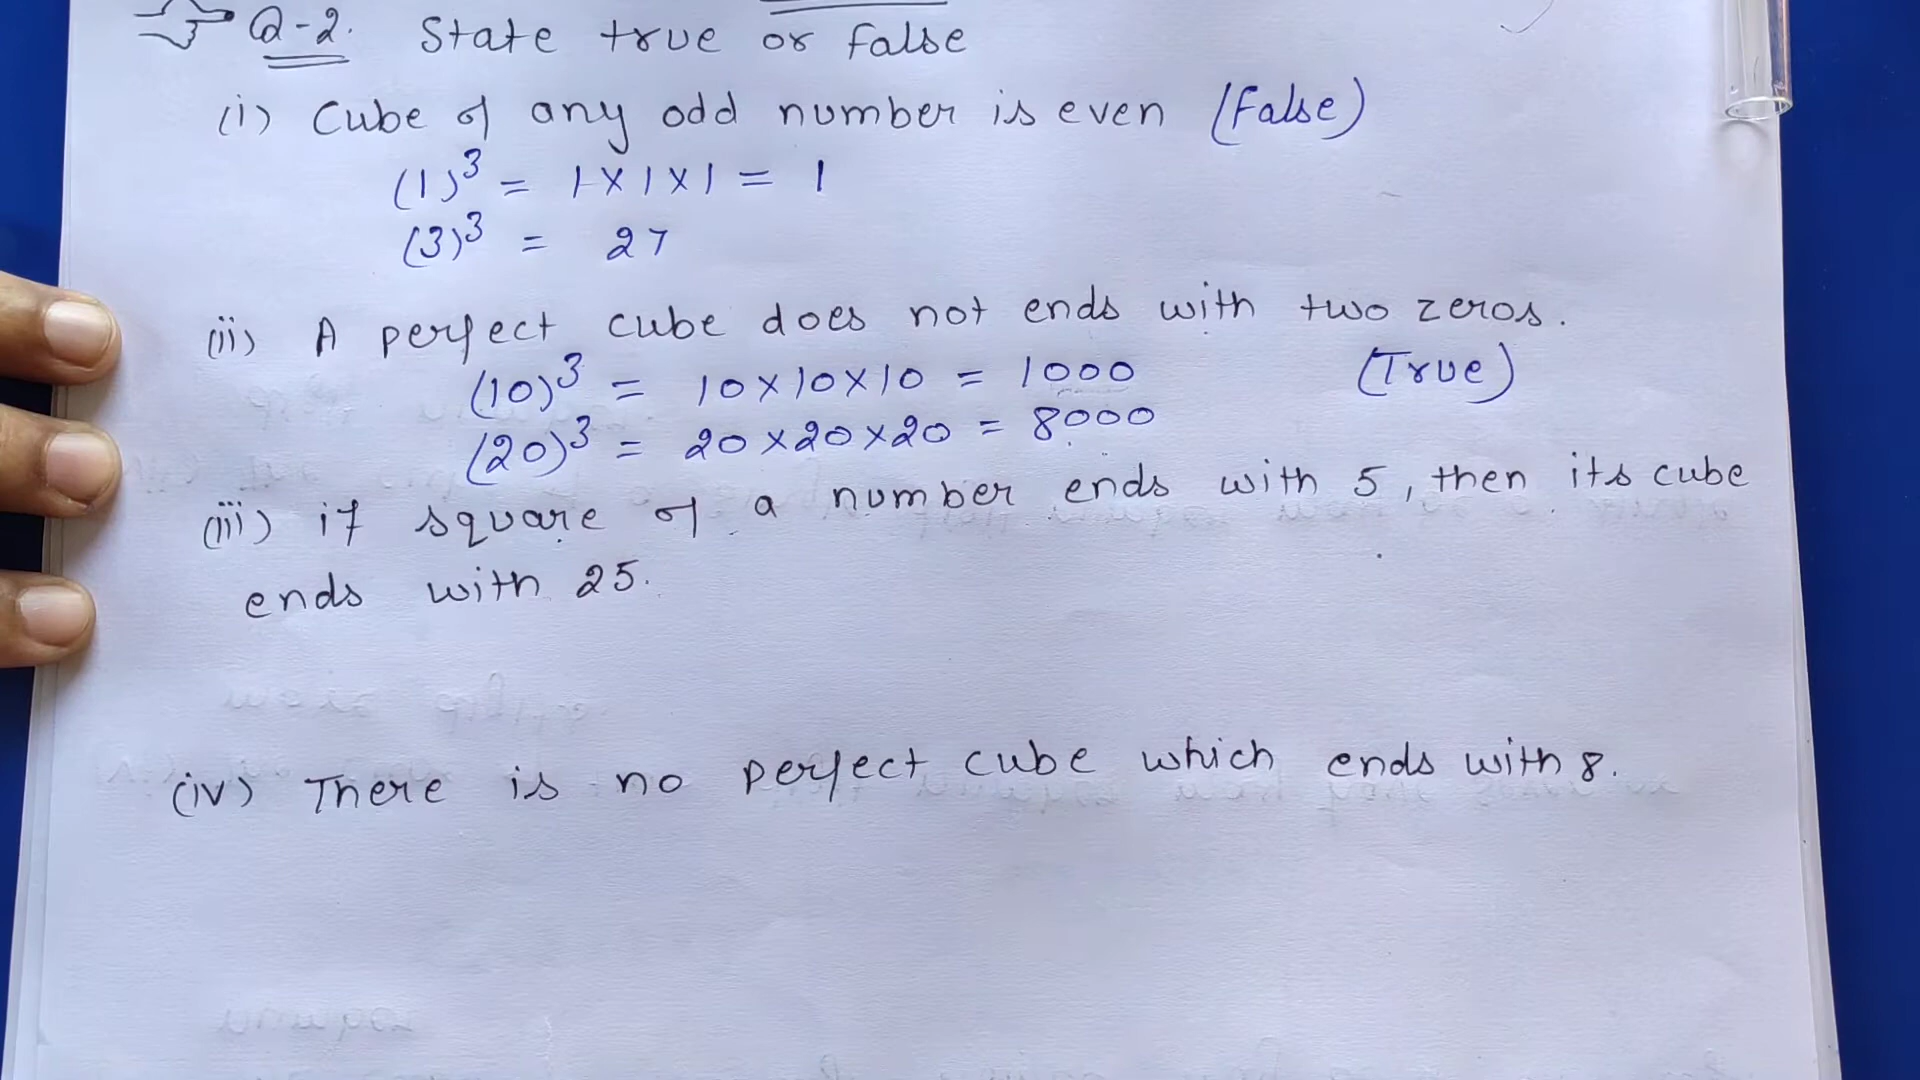 Q-2. State true or false
(i) Cube of any odd number is even (False)
(1)³ = 1×1×1 = 1
(3)³ = 27
(ii) A perfect cube does not ends with two zeros.
(10)³ = 10×10×10 = 1000 (True)
(20)³ = 20×20×20 = 8000
(iii) if square of a number ends with 5, then its cube
ends with 25.
(iv) There is no perfect cube which ends with 8.